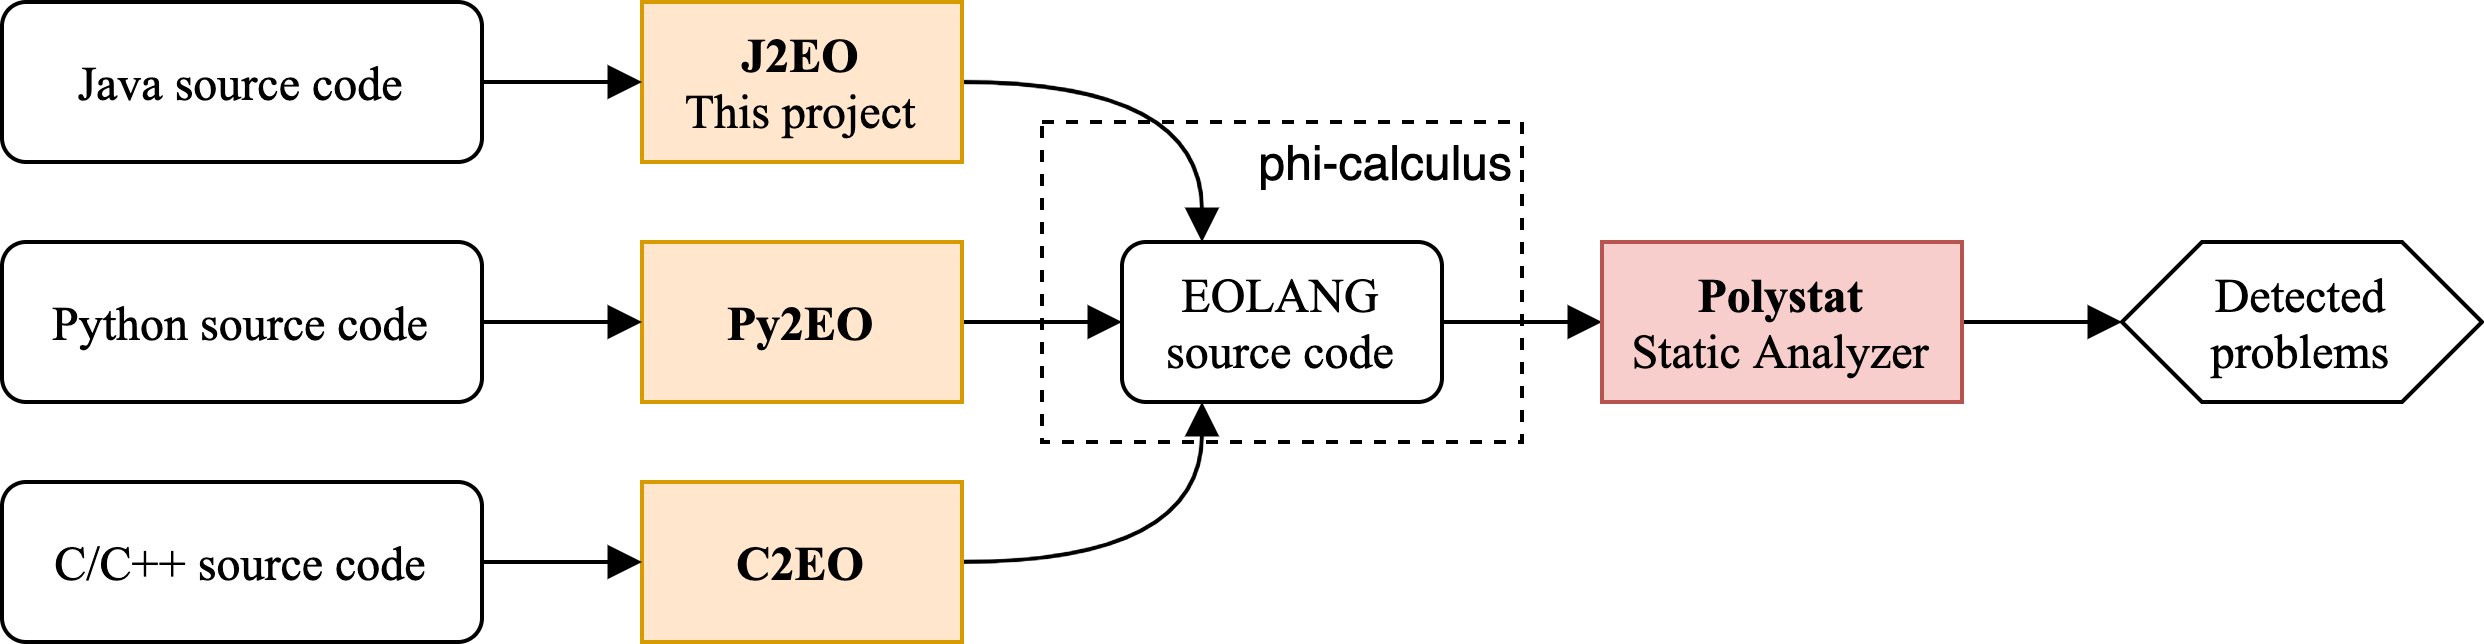 Java source code
J2EO
This project
phi-calculus
Python source code
Py2EO
EOLANG
source code
Polystat
Static Analyzer
Detected
problems
C/C++ source code
C2EO